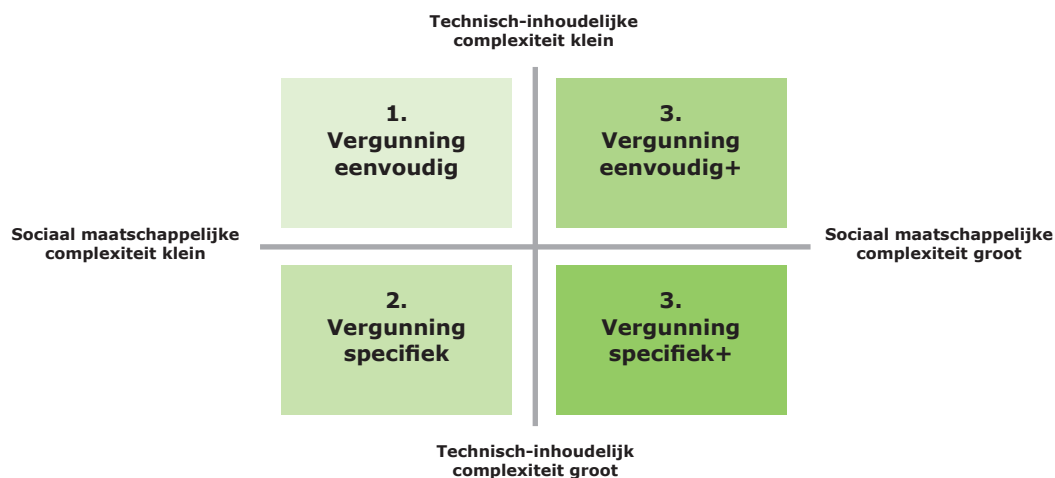 Technisch-inhoudelijke
complexiteit klein
1.
Vergunning
eenvoudig
3.
Vergunning
eenvoudig+
Sociaal maatschappelijke
complexiteit klein
Sociaal maatschappelijke
complexiteit groot
2.
Vergunning
specifiek
3.
Vergunning
specifiek+
Technisch-inhoudelijk
complexiteit groot